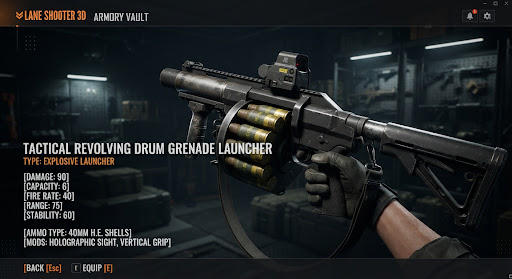 LANE SHOOTER 3D ARMORY VAULT
TACTICAL REVOLVING DRUM GRENADE LAUNCHER
TYPE: EXPLOSIVE LAUNCHER
[DAMAGE: 90]
[CAPACITY: 6]
[FIRE RATE: 40]
[RANGE: 75]
[STABILITY: 60]
[AMMO TYPE: 40MM H.E. SHELLS]
[MODS: HOLOGRAPHIC SIGHT, VERTICAL GRIP]
[BACK [Esc] EQUIP [E]